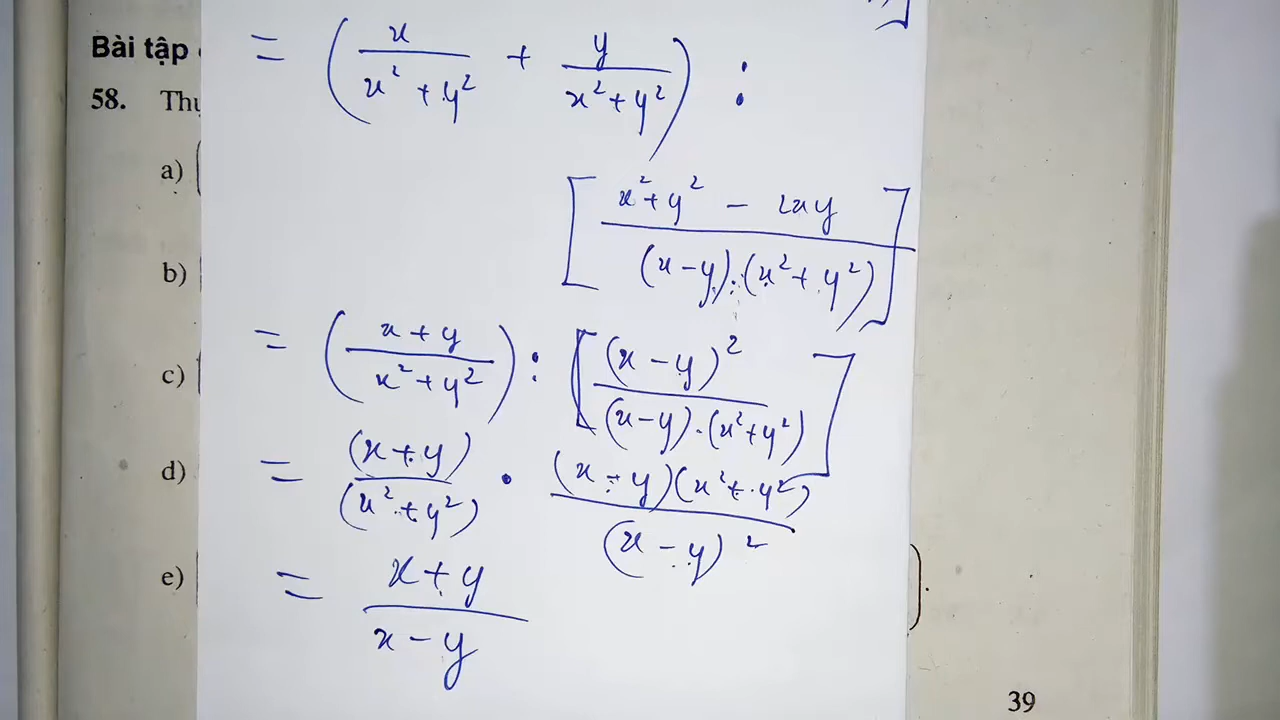 Bài tập
58.
a)
= ( x / (x² + y²) + y / (x² + y²) ) :
[ (x² + y² - 2xy) / ((x - y) . (x² + y²)) ]
b)
= ( (x + y) / (x² + y²) ) : [ (x - y)² / ((x - y) . (x² + y²)) ]
c)
= (x + y) / (x² + y²) . (x - y)(x² + y²) / (x - y)²
d)
= (x + y) / (x - y)
e)
39